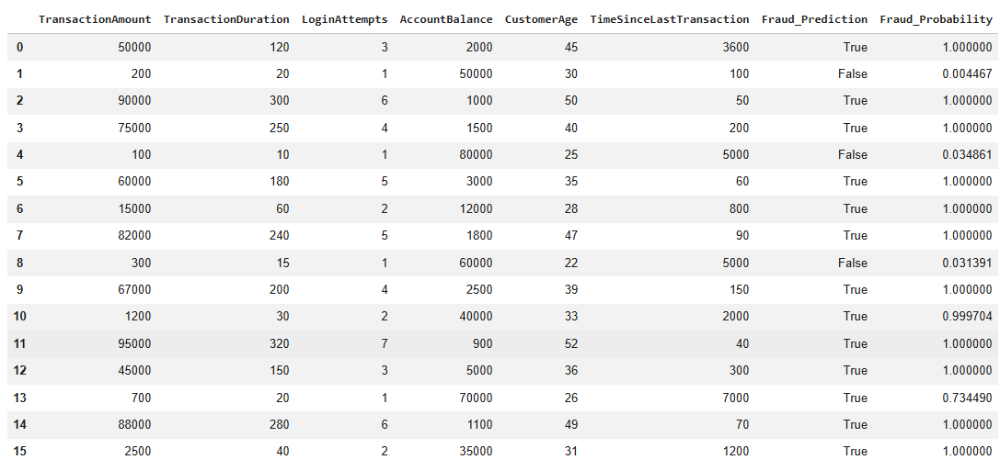 TransactionAmount TransactionDuration LoginAttempts AccountBalance CustomerAge TimeSinceLastTransaction Fraud_Prediction Fraud_Probability
0 50000 120 3 2000 45 3600 True 1.000000
1 200 20 1 50000 30 100 False 0.004467
2 90000 300 6 1000 50 50 True 1.000000
3 75000 250 4 1500 40 200 True 1.000000
4 100 10 1 80000 25 5000 False 0.034861
5 60000 180 5 3000 35 60 True 1.000000
6 15000 60 2 12000 28 800 True 1.000000
7 82000 240 5 1800 47 90 True 1.000000
8 300 15 1 60000 22 5000 False 0.031391
9 67000 200 4 2500 39 150 True 1.000000
10 1200 30 2 40000 33 2000 True 0.999704
11 95000 320 7 900 52 40 True 1.000000
12 45000 150 3 5000 36 300 True 1.000000
13 700 20 1 70000 26 7000 True 0.734490
14 88000 280 6 1100 49 70 True 1.000000
15 2500 40 2 35000 31 1200 True 1.000000